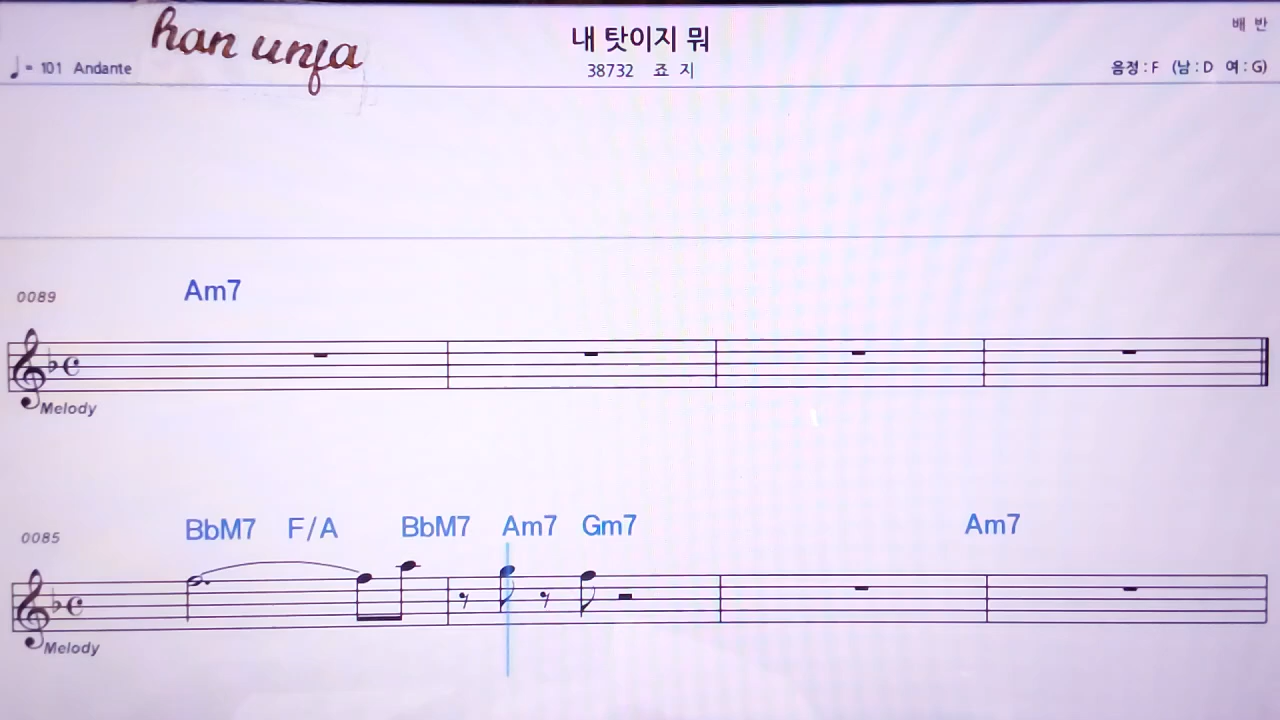 han unja
내 탓이지 뭐
배 반
♩= 101 Andante
38732 죠 지
음정 : F (남 : D 여 : G)
0089 Am7
Melody
0085 BbM7 F/A BbM7 Am7 Gm7 Am7
Melody